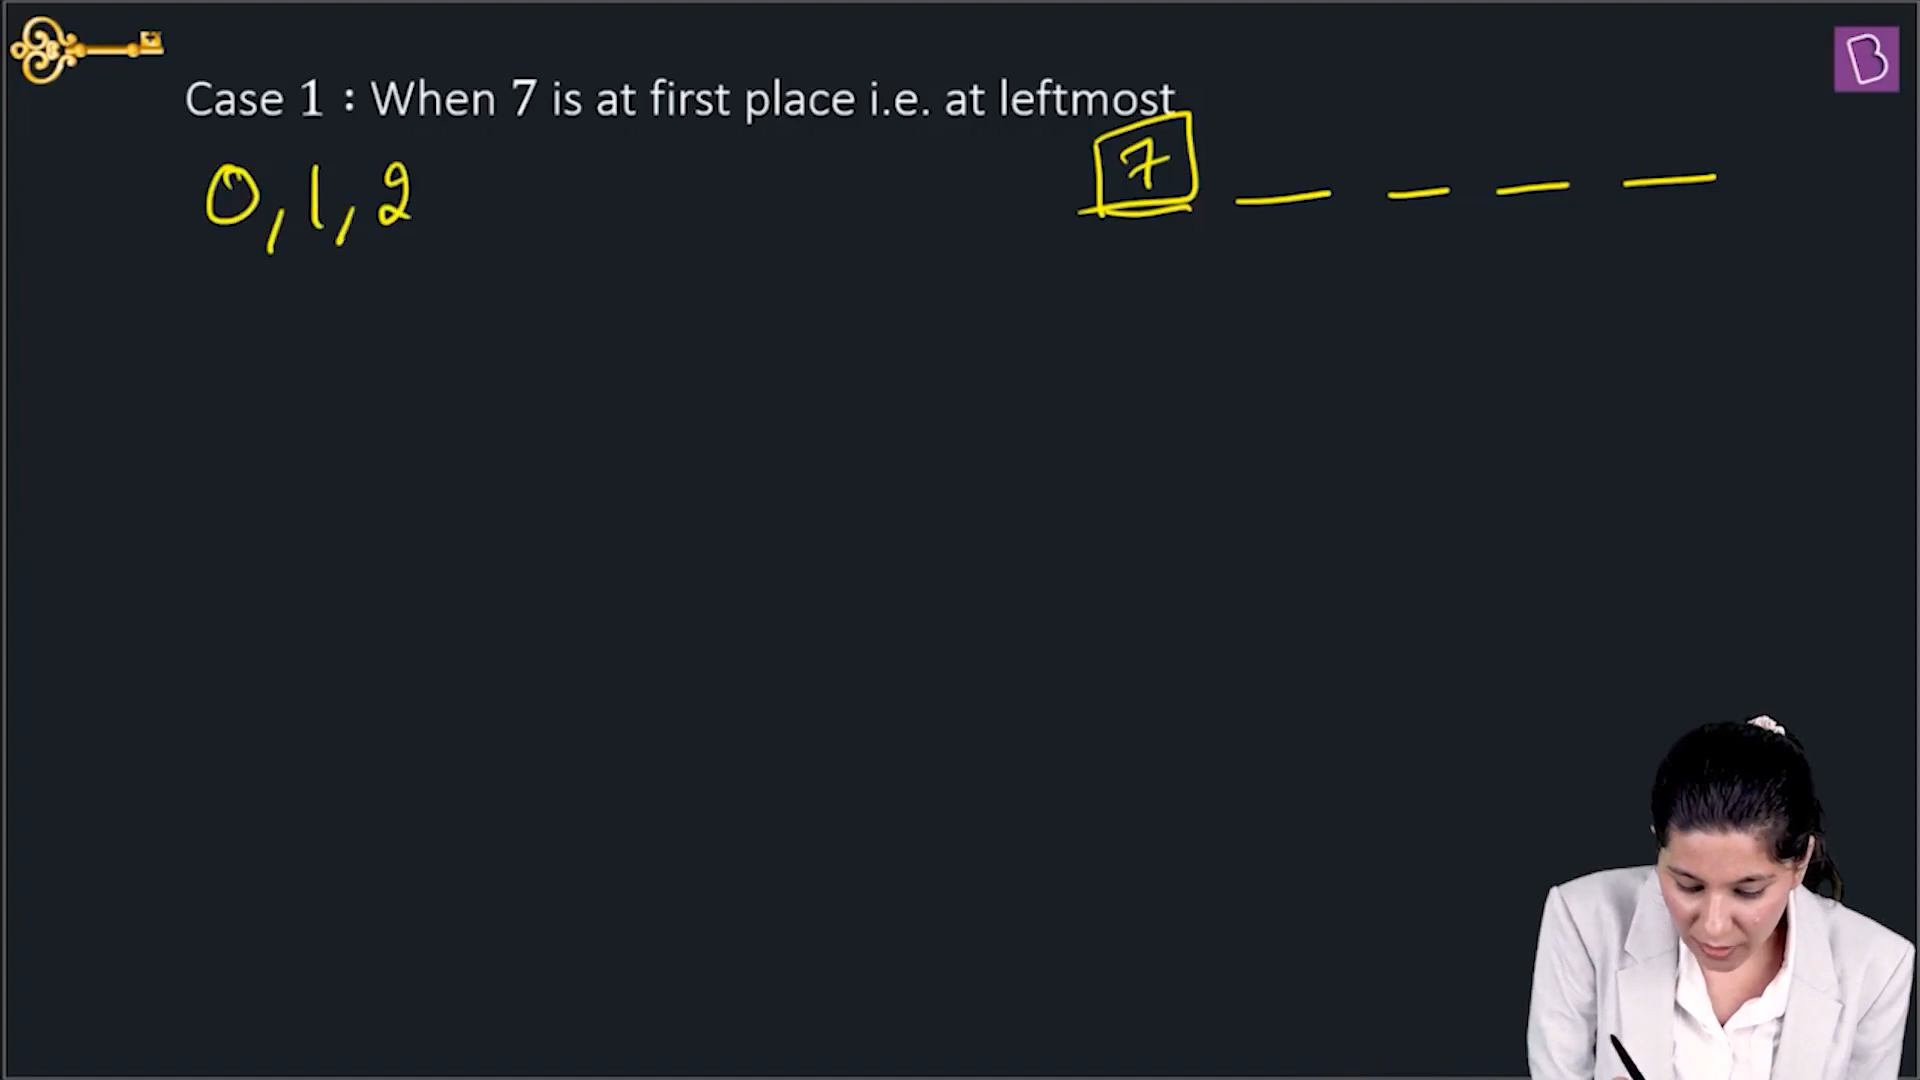 Case 1 : When 7 is at first place i.e. at leftmost
7
0, 1, 2
B